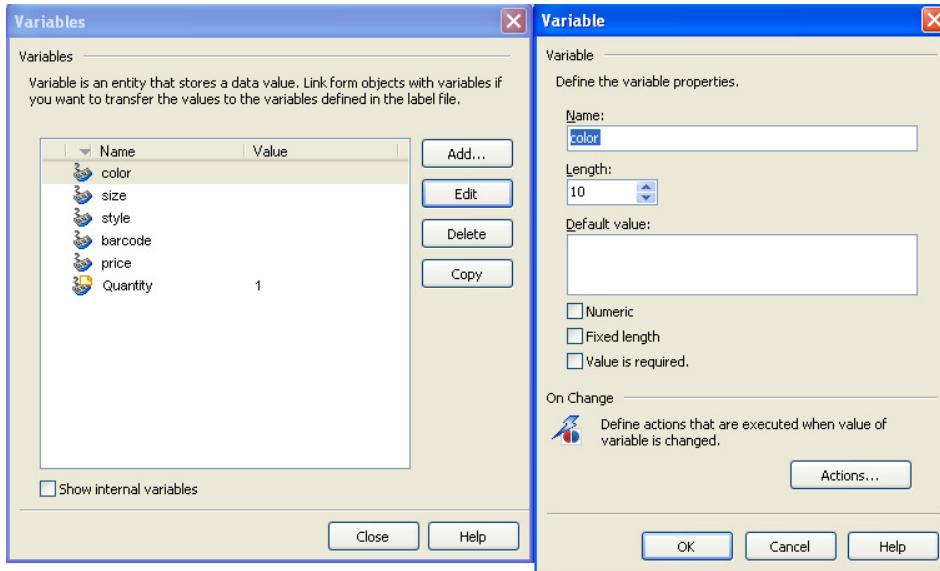 Variables
Variables
Variable is an entity that stores a data value. Link form objects with variables if
you want to transfer the values to the variables defined in the label file.
Name Value
color
size
style
barcode
price
Quantity 1
Add...
Edit
Delete
Copy
Show internal variables
Close Help
Variable
Variable
Define the variable properties.
Name:
color
Length:
10
Default value:
Numeric
Fixed length
Value is required.
On Change
Define actions that are executed when value of
variable is changed.
Actions...
OK Cancel Help